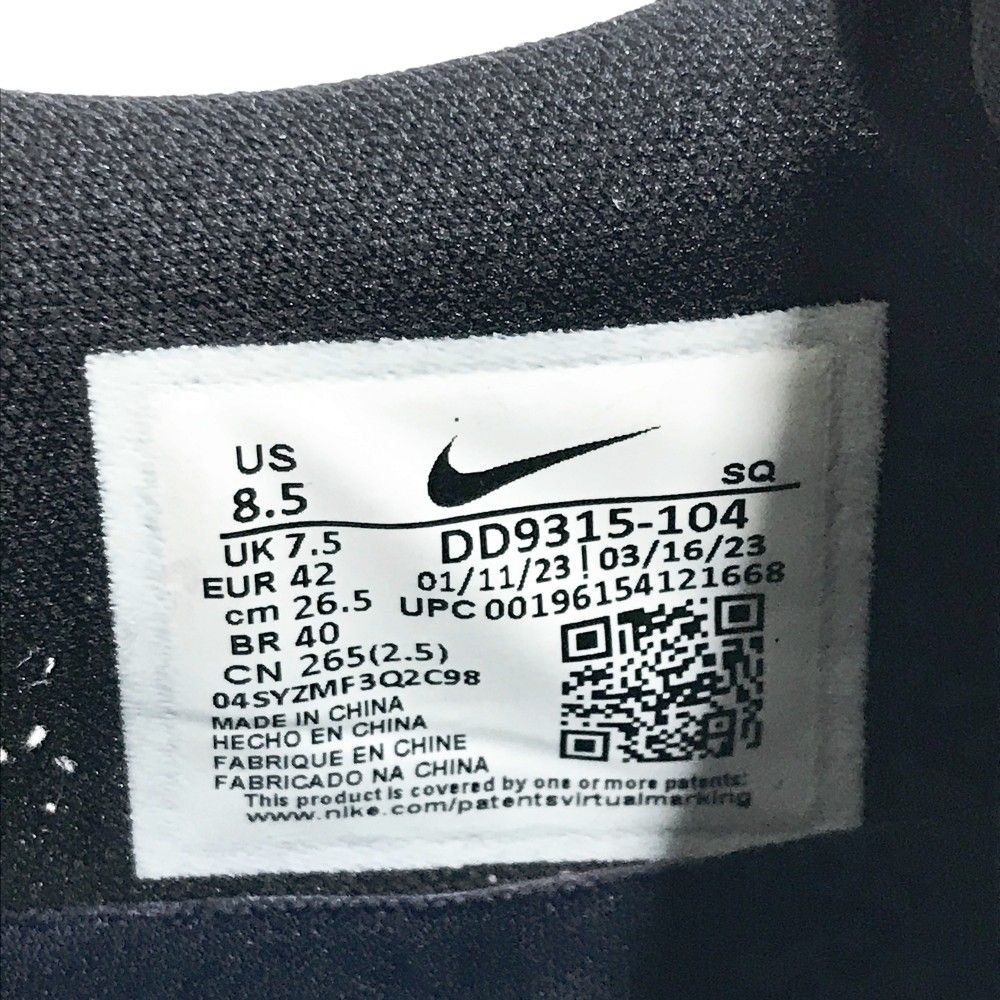 US
8.5
SQ
UK 7.5
DD9315-104
EUR 42
01/11/23 | 03/16/23
cm 26.5
UPC 00196154121668
BR 40
CN 265(2.5)
04SYZMF3Q2C98
MADE IN CHINA
HECHO EN CHINA
FABRIQUE EN CHINE
FABRICADO NA CHINA
This product is covered by one or more patents:
www.nike.com/patentsvirtualmarking